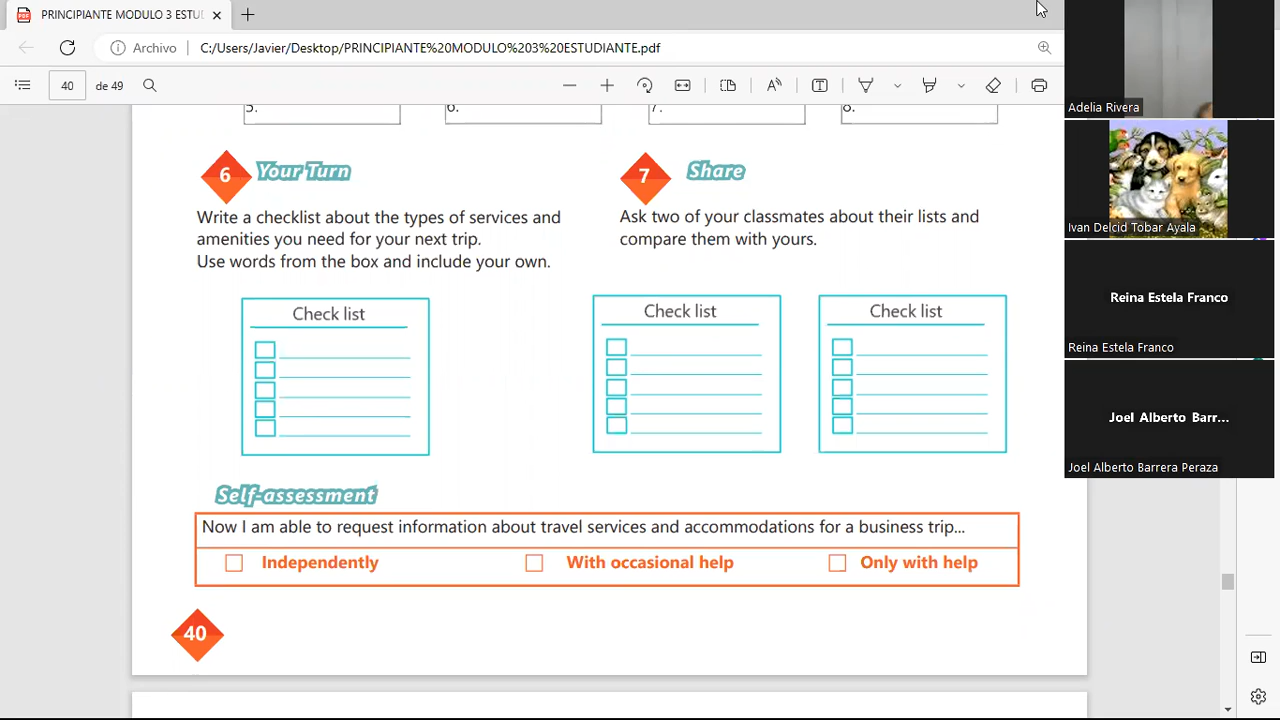 PRINCIPIANTE MODULO 3 ESTU
Archivo
C:/Users/Javier/Desktop/PRINCIPIANTE%20MODULO%203%20ESTUDIANTE.pdf
40 de 49
5. 6. 7. 8.
6 Your Turn
Write a checklist about the types of services and
amenities you need for your next trip.
Use words from the box and include your own.
Check list
7 Share
Ask two of your classmates about their lists and
compare them with yours.
Check list
Check list
Self-assessment
Now I am able to request information about travel services and accommodations for a business trip...
Independently
With occasional help
Only with help
40
Adelia Rivera
Ivan Delcid Tobar Ayala
Reina Estela Franco
Reina Estela Franco
Joel Alberto Barr...
Joel Alberto Barrera Peraza